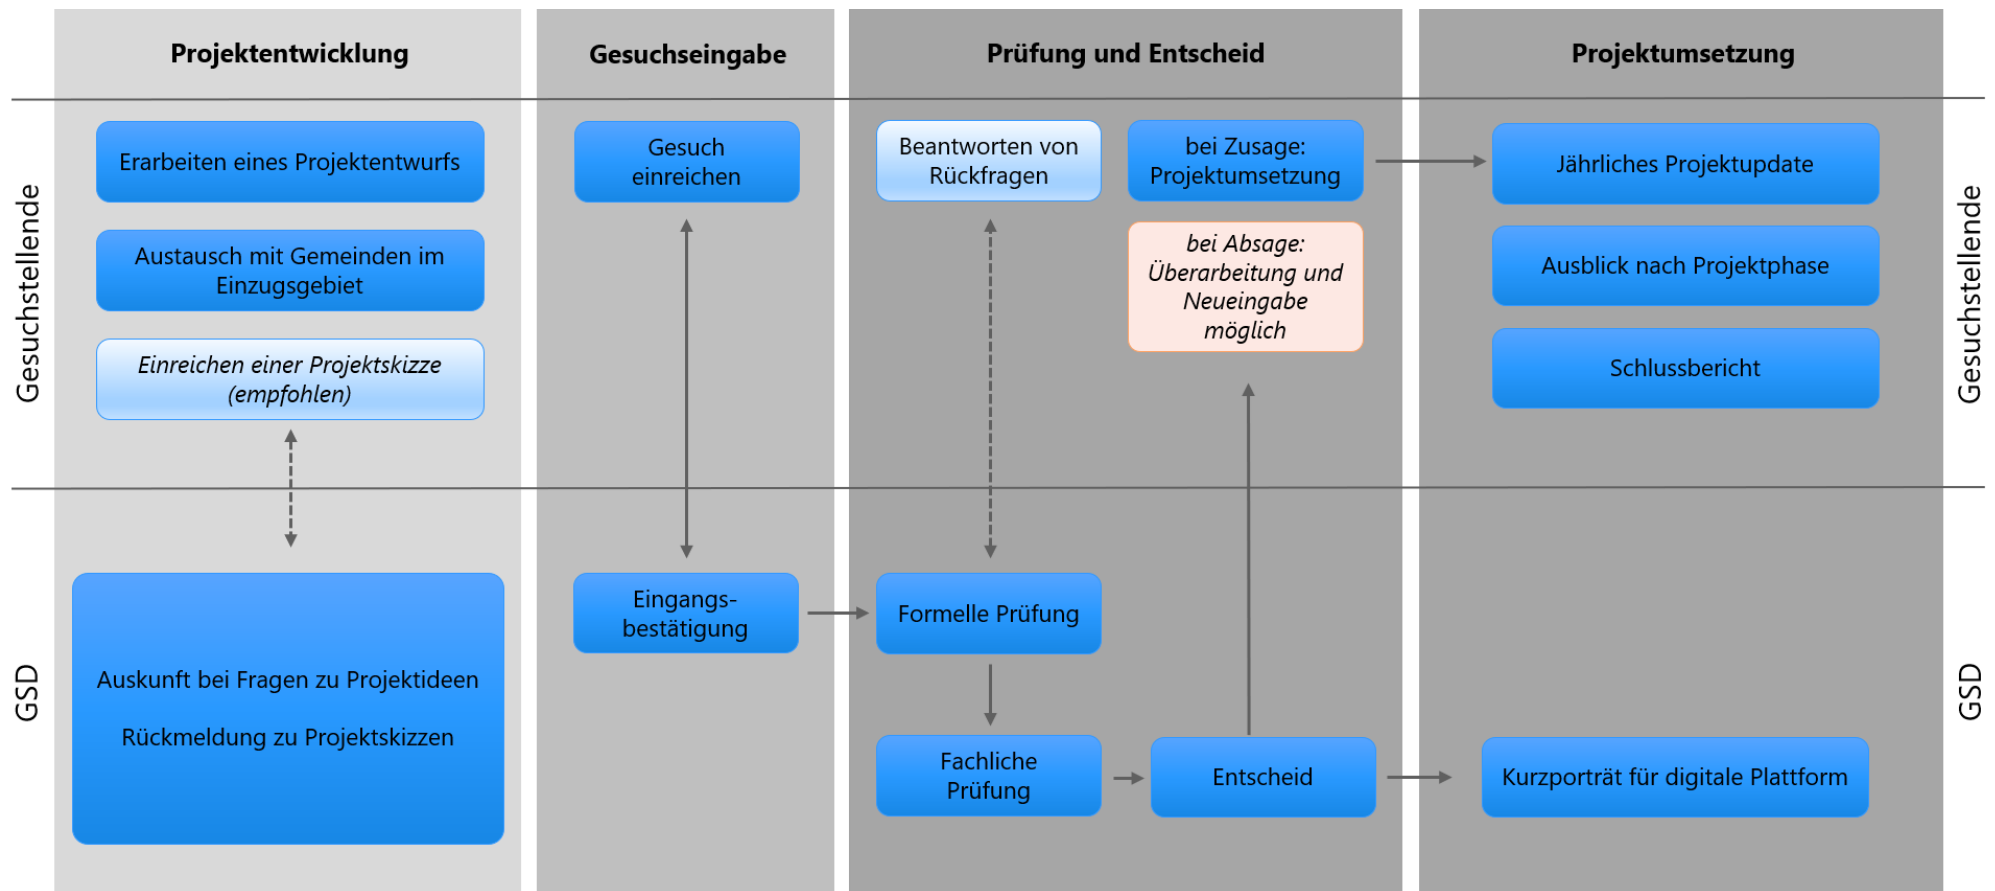 Projektentwicklung
Gesuchseingabe
Prüfung und Entscheid
Projektumsetzung
Gesuchstellende
Erarbeiten eines Projektentwurfs
Austausch mit Gemeinden im
Einzugsgebiet
Einreichen einer Projektskizze
(empfohlen)
Gesuch
einreichen
Beantworten von
Rückfragen
bei Zusage:
Projektumsetzung
bei Absage:
Überarbeitung und
Neueingabe
möglich
Jährliches Projektupdate
Ausblick nach Projektphase
Schlussbericht
Gesuchstellende
GSD
Auskunft bei Fragen zu Projektideen
Rückmeldung zu Projektskizzen
Eingangs-
bestätigung
Formelle Prüfung
Fachliche
Prüfung
Entscheid
Kurzporträt für digitale Plattform
GSD